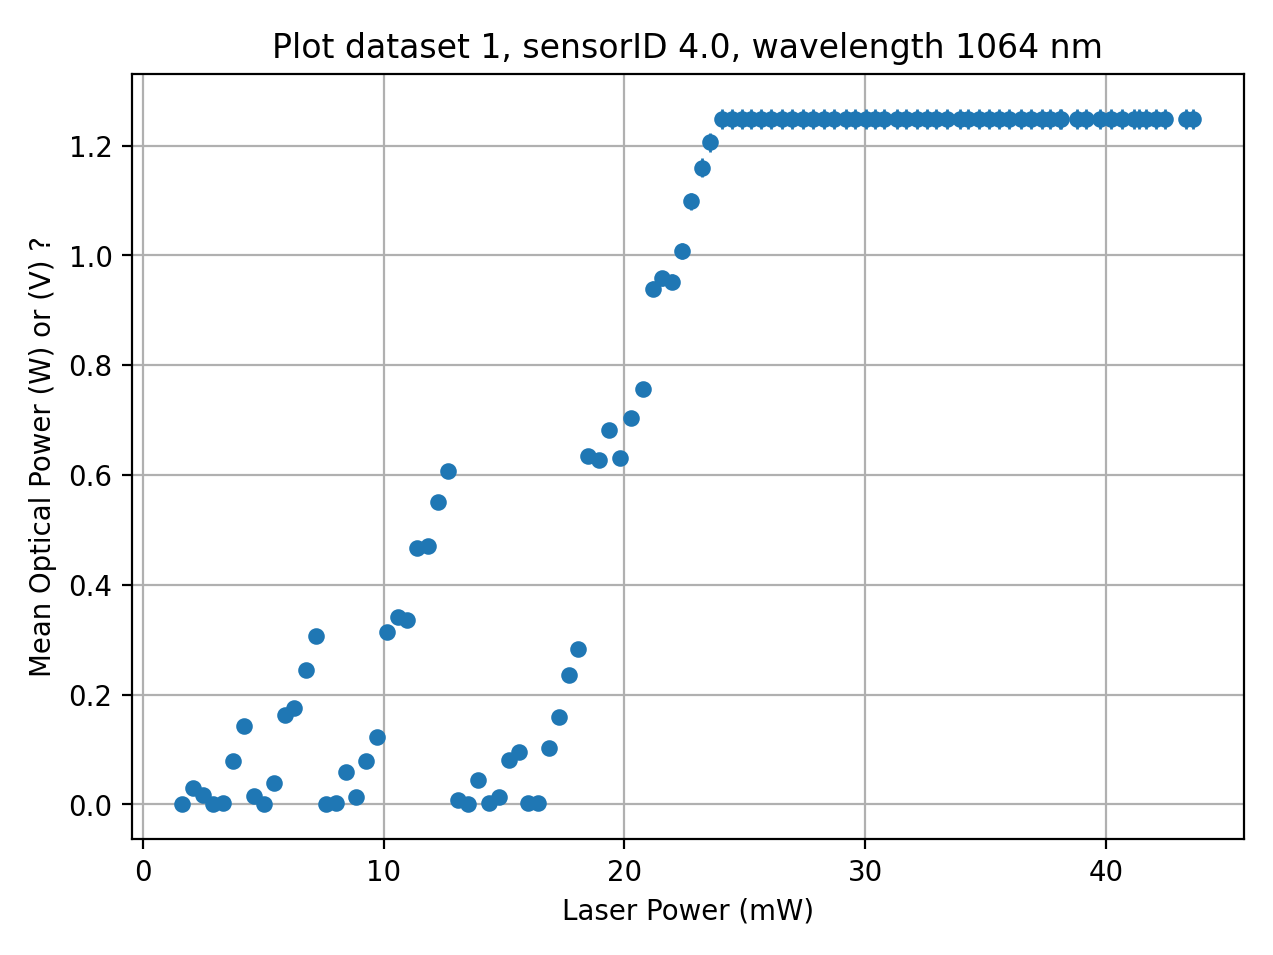 Plot dataset 1, sensorID 4.0, wavelength 1064 nm
Mean Optical Power (W) or (V) ?
1.2
1.0
0.8
0.6
0.4
0.2
0.0
0 10 20 30 40
Laser Power (mW)